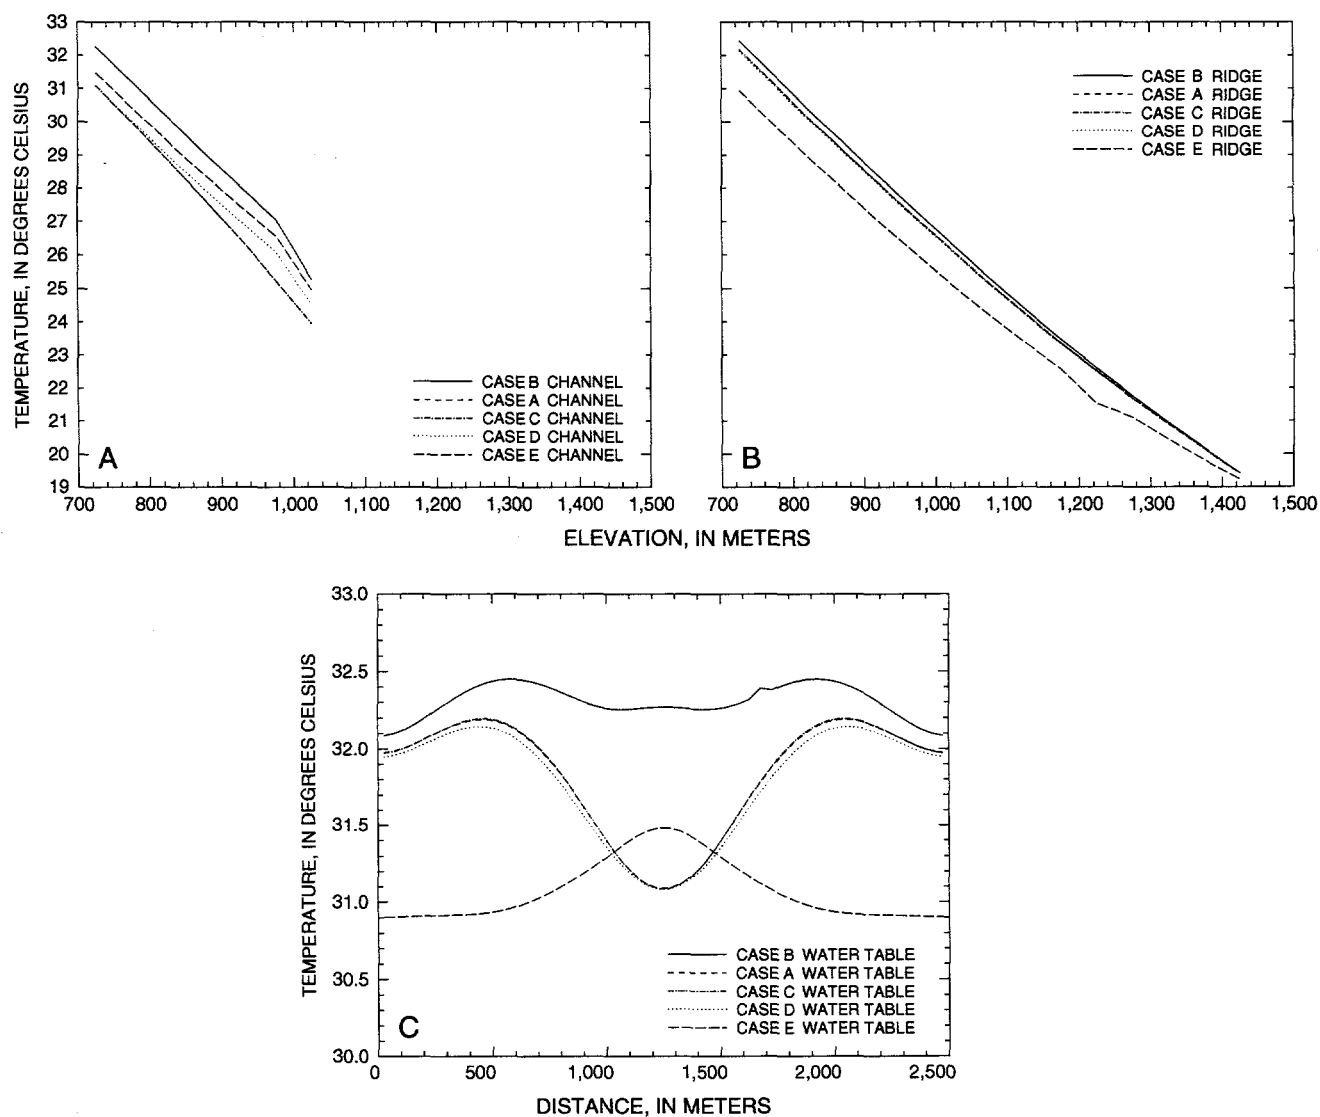 TEMPERATURE, IN DEGREES CELSIUS
33
32
31
30
29
28
27
26
25
24
23
22
21
20
19
CASE B CHANNEL
CASE A CHANNEL
CASE C CHANNEL
CASE D CHANNEL
CASE E CHANNEL
A
700 800 900 1,000 1,100 1,200 1,300 1,400 1,500
CASE B RIDGE
CASE A RIDGE
CASE C RIDGE
CASE D RIDGE
CASE E RIDGE
B
700 800 900 1,000 1,100 1,200 1,300 1,400 1,500
ELEVATION, IN METERS
TEMPERATURE, IN DEGREES CELSIUS
33.0
32.5
32.0
31.5
31.0
30.5
30.0
CASE B WATER TABLE
CASE A WATER TABLE
CASE C WATER TABLE
CASE D WATER TABLE
CASE E WATER TABLE
C
0 500 1,000 1,500 2,000 2,500
DISTANCE, IN METERS